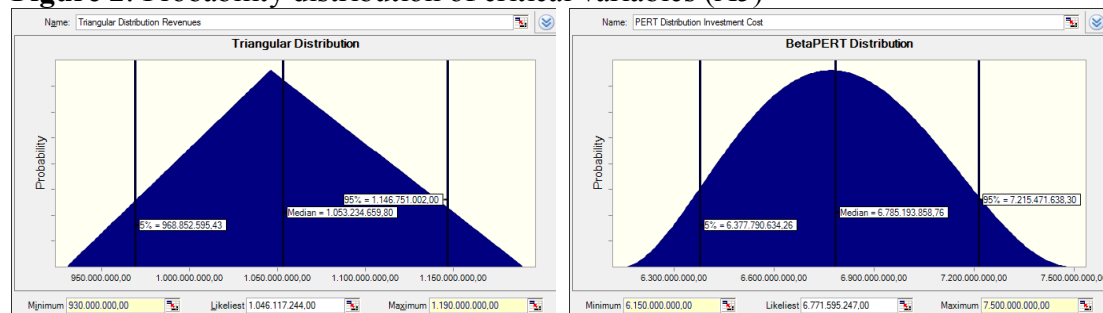 Probability distribution of critical variables
Name: Triangular Distribution Revenues
Triangular Distribution
Probability
95% = 1.146.751.002,00
Median = 1.053.234.659,80
5% = 968.852.595,43
950.000.000,00 1.000.000.000,00 1.050.000.000,00 1.100.000.000,00 1.150.000.000,00
Minimum 930.000.000,00 Likeliest 1.046.117.244,00 Maximum 1.190.000.000,00
Name: PERT Distribution Investment Cost
BetaPERT Distribution
Probability
95% = 7.215.471.638,30
Median = 6.785.193.858,76
5% = 6.377.790.634,26
6.300.000.000,00 6.600.000.000,00 6.900.000.000,00 7.200.000.000,00 7.500.000.000,0
Minimum 6.150.000.000,00 Likeliest 6.771.595.247,00 Maximum 7.500.000.000,00